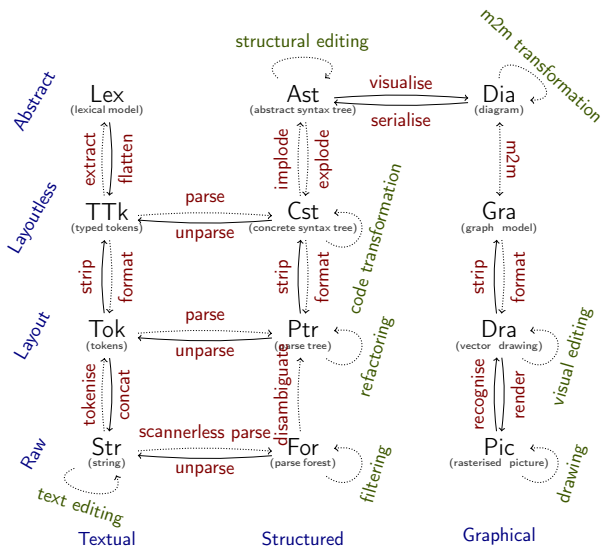 structural editing
m2m transformation
Abstract
Lex
(lexical model)
Ast
(abstract syntax tree)
visualise
serialise
Dia
(diagram)
extract
flatten
implode
explode
m2m
Layoutless
TTk
(typed tokens)
parse
unparse
Cst
(concrete syntax tree)
code transformation
Gra
(graph model)
strip
format
strip
format
strip
format
Layout
Tok
(tokens)
parse
unparse
Ptr
(parse tree)
refactoring
Dra
(vector drawing)
visual editing
tokenise
concat
disambiguate
recognise
render
Raw
Str
(string)
scannerless parse
unparse
For
(parse forest)
filtering
Pic
(rasterised picture)
drawing
text editing
Textual
Structured
Graphical